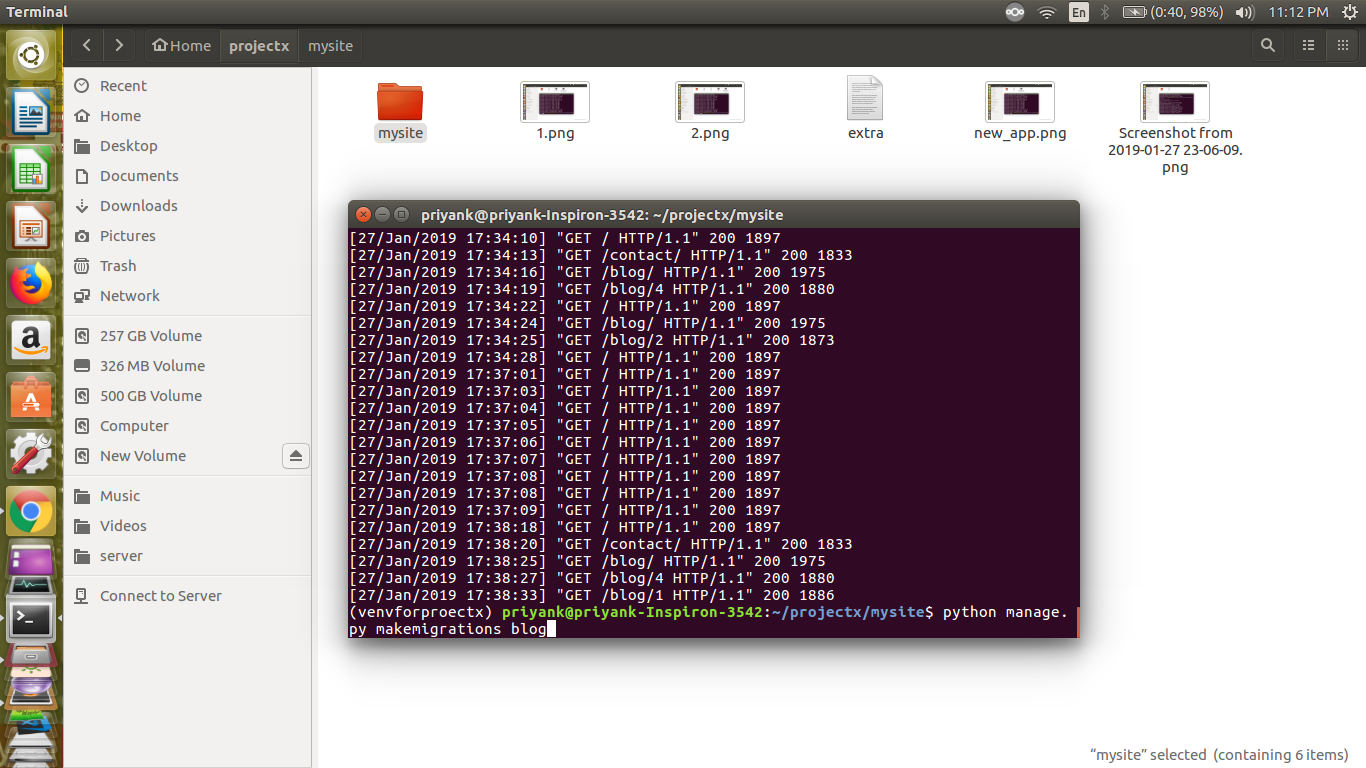 Terminal
En
(0:40, 98%)
11:12 PM
Home
projectx
mysite
Recent
Home
Desktop
Documents
Downloads
Pictures
Trash
Network
257 GB Volume
326 MB Volume
500 GB Volume
Computer
New Volume
Music
Videos
server
Connect to Server
mysite
1.png
2.png
extra
new_app.png
Screenshot from
2019-01-27 23-06-09.
png
priyank@priyank-Inspiron-3542: ~/projectx/mysite
[27/Jan/2019 17:34:10] "GET / HTTP/1.1" 200 1897
[27/Jan/2019 17:34:13] "GET /contact/ HTTP/1.1" 200 1833
[27/Jan/2019 17:34:16] "GET /blog/ HTTP/1.1" 200 1975
[27/Jan/2019 17:34:19] "GET /blog/4 HTTP/1.1" 200 1880
[27/Jan/2019 17:34:22] "GET / HTTP/1.1" 200 1897
[27/Jan/2019 17:34:24] "GET /blog/ HTTP/1.1" 200 1975
[27/Jan/2019 17:34:25] "GET /blog/2 HTTP/1.1" 200 1873
[27/Jan/2019 17:34:28] "GET / HTTP/1.1" 200 1897
[27/Jan/2019 17:37:01] "GET / HTTP/1.1" 200 1897
[27/Jan/2019 17:37:03] "GET / HTTP/1.1" 200 1897
[27/Jan/2019 17:37:04] "GET / HTTP/1.1" 200 1897
[27/Jan/2019 17:37:05] "GET / HTTP/1.1" 200 1897
[27/Jan/2019 17:37:06] "GET / HTTP/1.1" 200 1897
[27/Jan/2019 17:37:07] "GET / HTTP/1.1" 200 1897
[27/Jan/2019 17:37:08] "GET / HTTP/1.1" 200 1897
[27/Jan/2019 17:37:08] "GET / HTTP/1.1" 200 1897
[27/Jan/2019 17:37:09] "GET / HTTP/1.1" 200 1897
[27/Jan/2019 17:38:18] "GET / HTTP/1.1" 200 1897
[27/Jan/2019 17:38:20] "GET /contact/ HTTP/1.1" 200 1833
[27/Jan/2019 17:38:25] "GET /blog/ HTTP/1.1" 200 1975
[27/Jan/2019 17:38:27] "GET /blog/4 HTTP/1.1" 200 1880
[27/Jan/2019 17:38:33] "GET /blog/1 HTTP/1.1" 200 1886
(venvforproectx) priyank@priyank-Inspiron-3542:~/projectx/mysite$ python manage.
py makemigrations blog
"mysite" selected (containing 6 items)